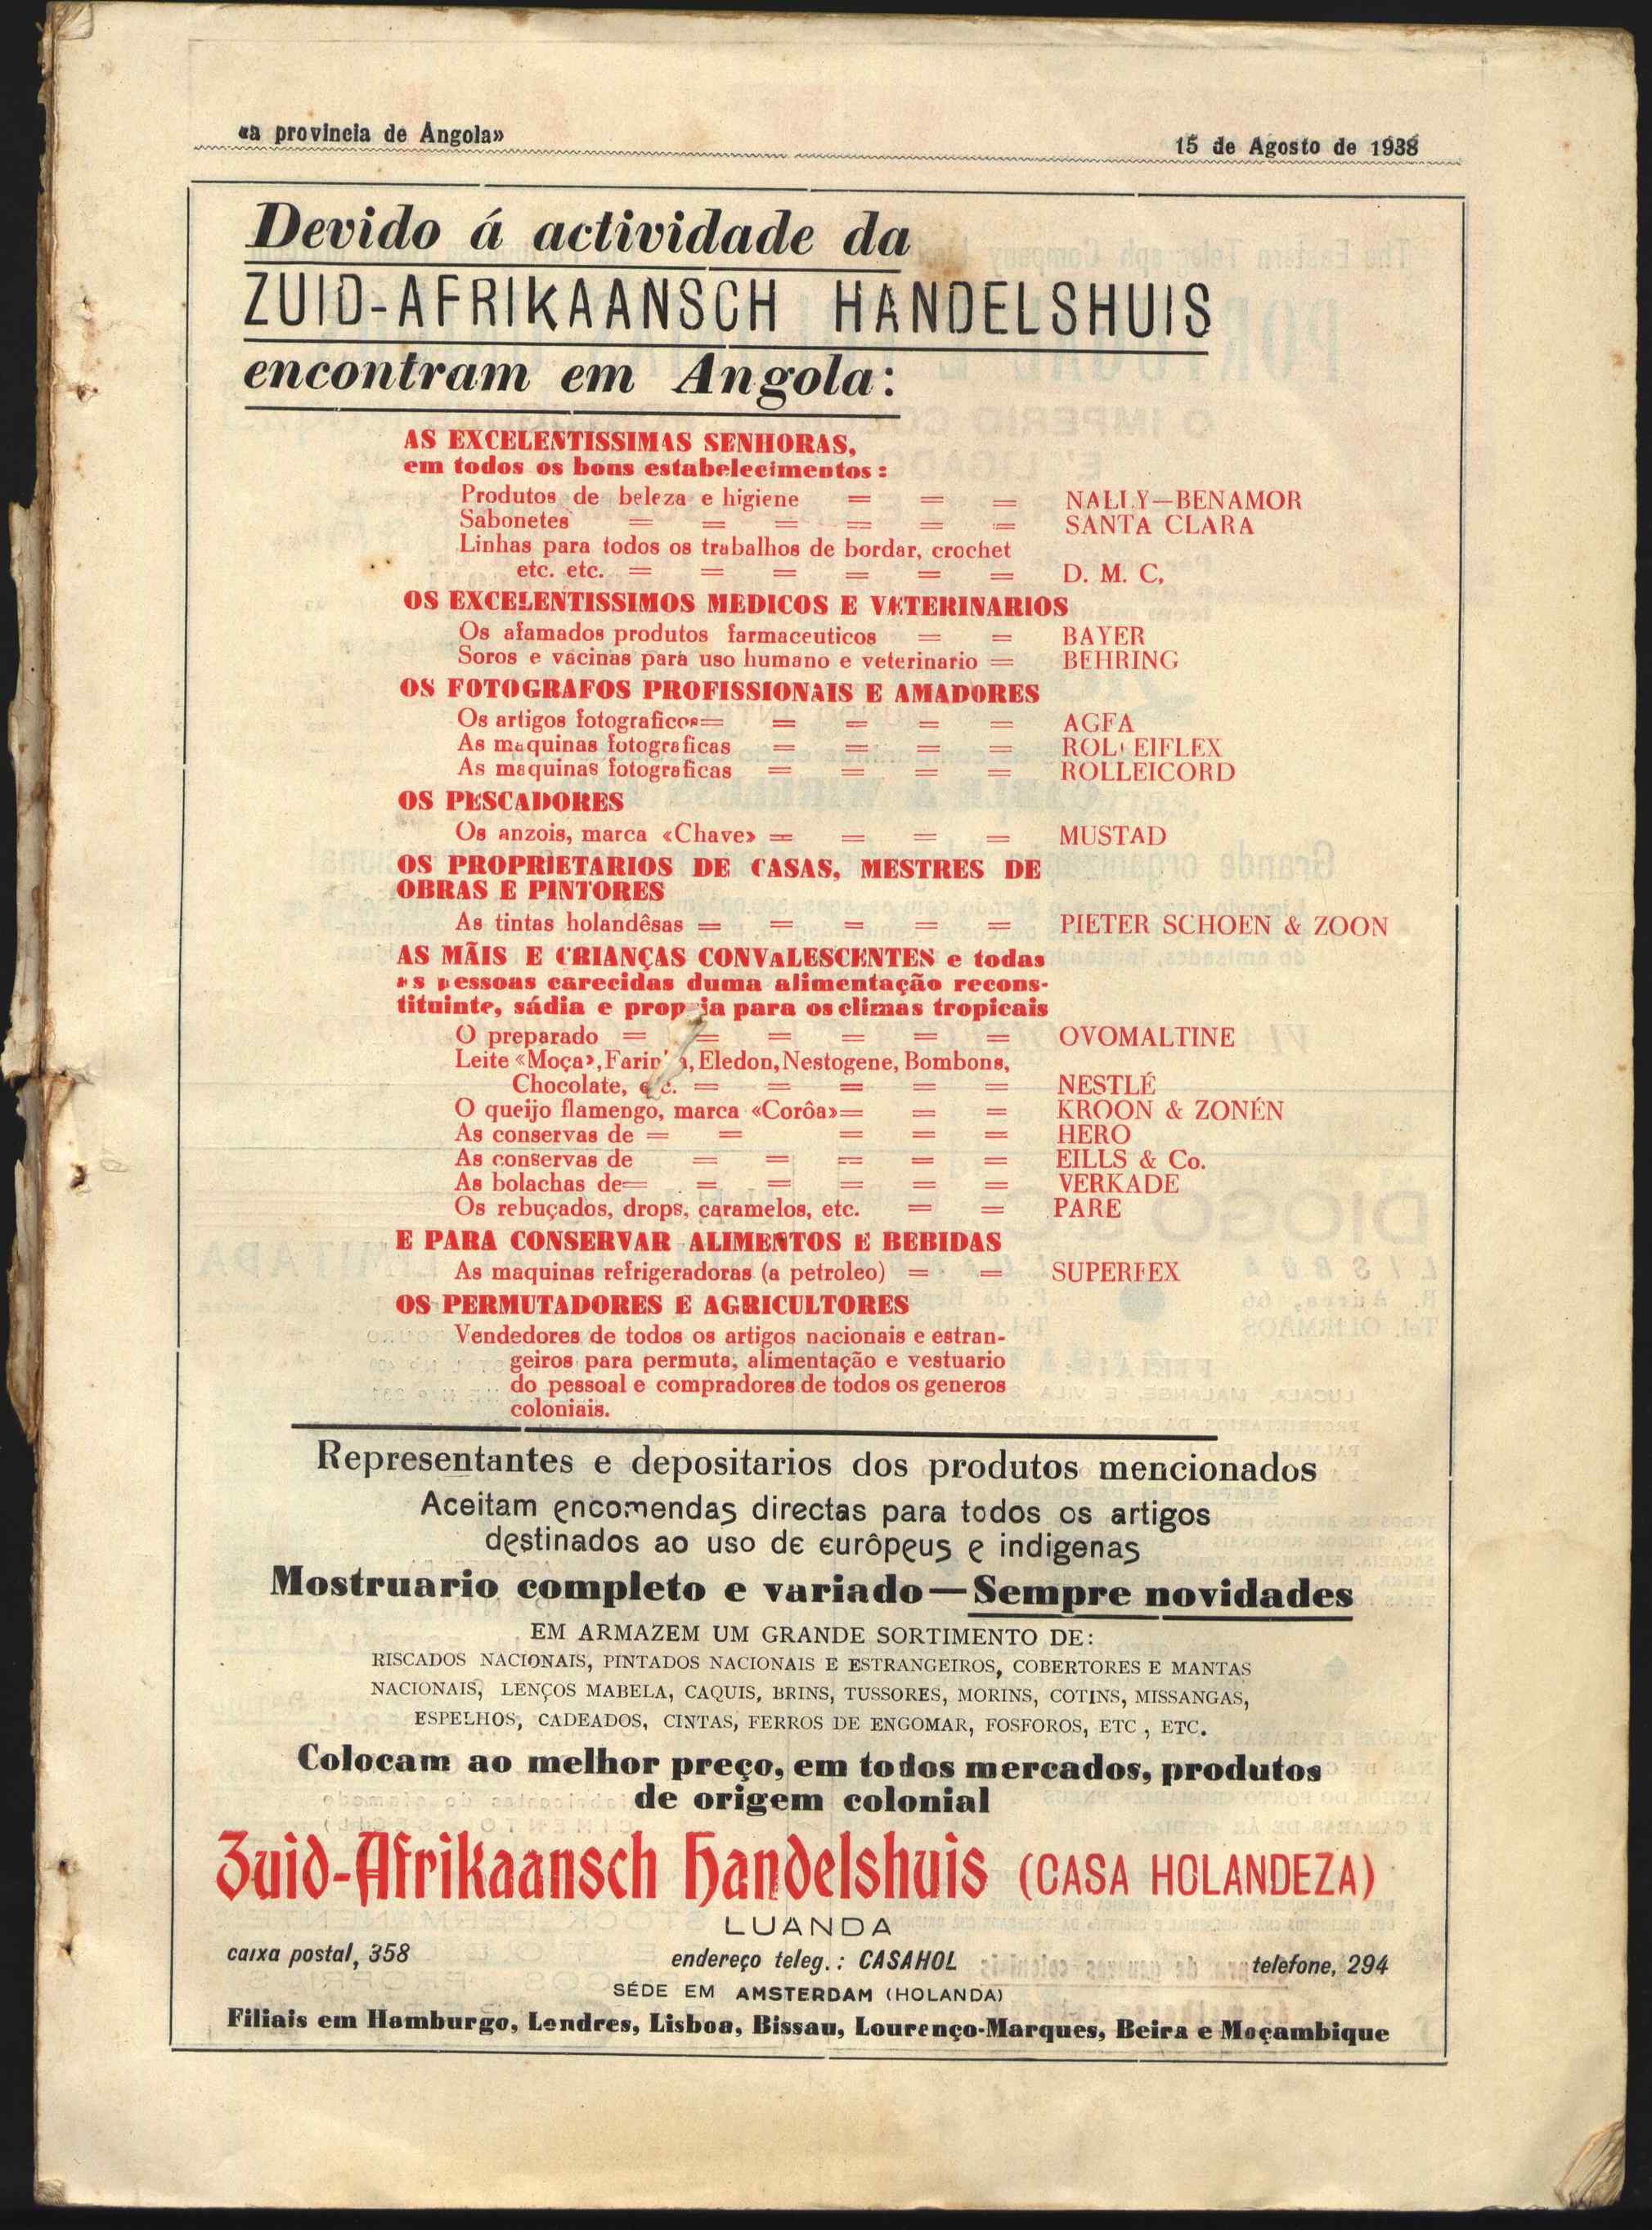 «a provincia de Angola»
15 de Agosto de 1938
Devido á actividade da
ZUID-AFRIKAANSCH HANDELSHUIS
encontram em Angola:
AS EXCELENTISSIMAS SENHORAS,
em todos os bons estabelecimentos:
Produtos de beleza e higiene = = = NALLY—BENAMOR
Sabonetes = = = = = = SANTA CLARA
Linhas para todos os trabalhos de bordar, crochet
etc. etc. = = = = = = D. M. C,
OS EXCELENTISSIMOS MEDICOS E VETERINARIOS
Os afamados produtos farmaceuticos = = BAYER
Soros e vacinas para uso humano e veterinario = BEHRING
OS FOTOGRAFOS PROFISSIONAIS E AMADORES
Os artigos fotograficos= = = = = AGFA
As maquinas fotograficas = = = = ROLLEIFLEX
As maquinas fotograficas = = = = ROLLEICORD
OS PESCADORES
Os anzois, marca «Chave» = = = = MUSTAD
OS PROPRIETARIOS DE CASAS, MESTRES DE
OBRAS E PINTORES
As tintas holandêsas = = = = = PIETER SCHOEN & ZOON
AS MÃIS E CRIANÇAS CONVALESCENTES e todas
as pessoas carecidas duma alimentação recons-
tituinte, sádia e propria para os climas tropicais
O preparado = = = = = = OVOMALTINE
Leite «Moça», Farinha, Eledon, Nestogene, Bombons,
Chocolate, etc. = = = = = NESTLÉ
O queijo flamengo, marca «Corôa»= = = KROON & ZONÉN
As conservas de = = = = = HERO
As conservas de = = = = = EILLS & Co.
As bolachas de= = = = = = VERKADE
Os rebuçados, drops, caramelos, etc. = = PARE
E PARA CONSERVAR ALIMENTOS E BEBIDAS
As maquinas refrigeradoras (a petroleo) = = SUPERFEX
OS PERMUTADORES E AGRICULTORES
Vendedores de todos os artigos nacionais e estran-
geiros para permuta, alimentação e vestuario
do pessoal e compradores de todos os generos
coloniais.
Representantes e depositarios dos produtos mencionados
Aceitam encomendas directas para todos os artigos
destinados ao uso de eurôpeus e indigenas
Mostruario completo e variado—Sempre novidades
EM ARMAZEM UM GRANDE SORTIMENTO DE:
RISCADOS NACIONAIS, PINTADOS NACIONAIS E ESTRANGEIROS, COBERTORES E MANTAS
NACIONAIS, LENÇOS MABELA, CAQUIS, BRINS, TUSSORES, MORINS, COTINS, MISSANGAS,
ESPELHOS, CADEADOS, CINTAS, FERROS DE ENGOMAR, FOSFOROS, ETC , ETC.
Colocam ao melhor preço, em todos mercados, produtos
de origem colonial
Zuid-Afrikaansch Handelshuis (CASA HOLANDEZA)
LUANDA
caixa postal, 358 endereço teleg.: CASAHOL telefone, 294
SÉDE EM AMSTERDAM (HOLANDA)
Filiais em Hamburgo, Londres, Lisboa, Bissau, Lourenço-Marques, Beira e Moçambique